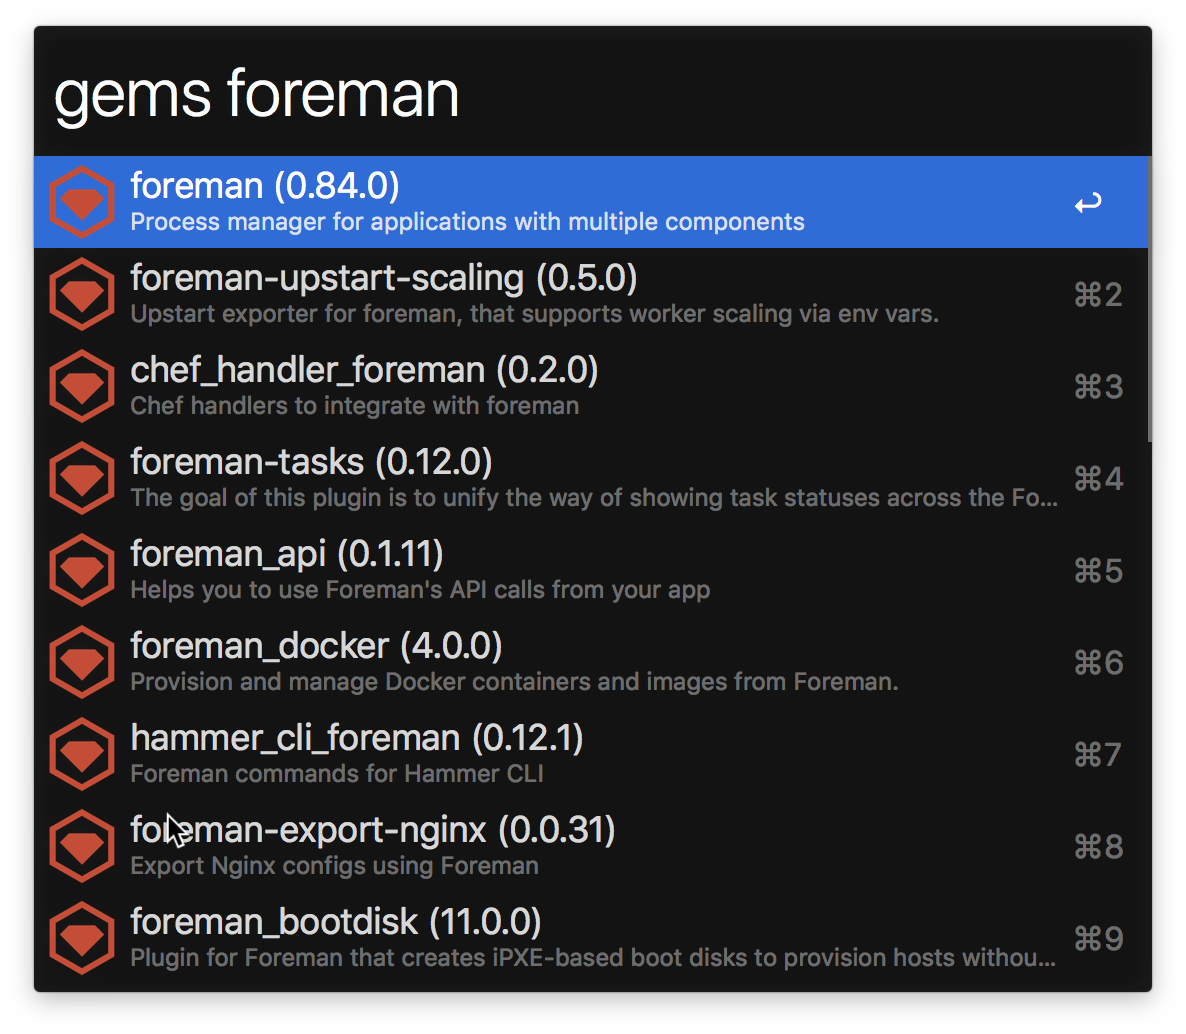 gems foreman
foreman (0.84.0)
Process manager for applications with multiple components
↩
foreman-upstart-scaling (0.5.0)
Upstart exporter for foreman, that supports worker scaling via env vars.
⌘2
chef_handler_foreman (0.2.0)
Chef handlers to integrate with foreman
⌘3
foreman-tasks (0.12.0)
The goal of this plugin is to unify the way of showing task statuses across the Fo...
⌘4
foreman_api (0.1.11)
Helps you to use Foreman's API calls from your app
⌘5
foreman_docker (4.0.0)
Provision and manage Docker containers and images from Foreman.
⌘6
hammer_cli_foreman (0.12.1)
Foreman commands for Hammer CLI
⌘7
foreman-export-nginx (0.0.31)
Export Nginx configs using Foreman
⌘8
foreman_bootdisk (11.0.0)
Plugin for Foreman that creates iPXE-based boot disks to provision hosts withou...
⌘9